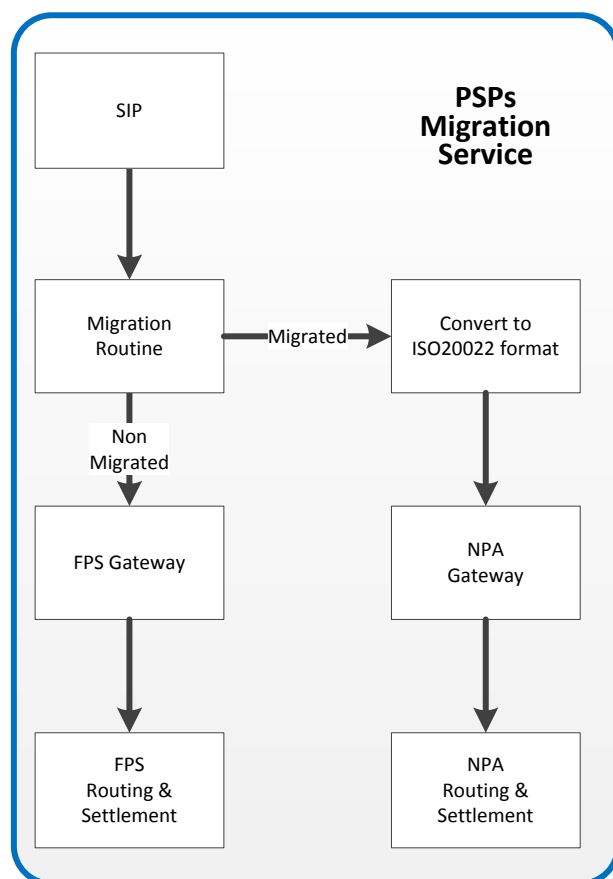 SIP
PSPs
Migration
Service
Migration
Routine
Migrated
Convert to
ISO20022 format
Non
Migrated
FPS Gateway
NPA
Gateway
FPS
Routing &
Settlement
NPA
Routing &
Settlement